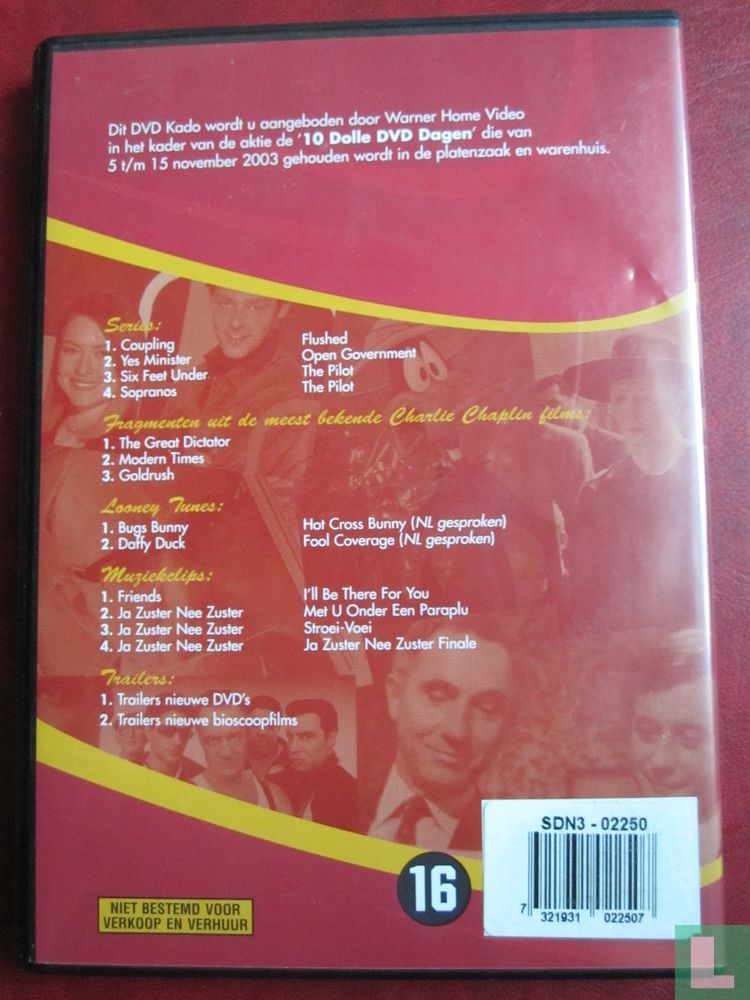 Dit DVD Kado wordt u aangeboden door Warner Home Video
in het kader van de aktie de '10 Dolle DVD Dagen' die van
5 t/m 15 november 2003 gehouden wordt in de platenzaak en warenhuis.
Series:
1. Coupling Flushed
2. Yes Minister Open Government
3. Six Feet Under The Pilot
4. Sopranos The Pilot
Fragmenten uit de meest bekende Charlie Chaplin films:
1. The Great Dictator
2. Modern Times
3. Goldrush
Looney Tunes:
1. Bugs Bunny Hot Cross Bunny (NL gesproken)
2. Daffy Duck Fool Coverage (NL gesproken)
Muziekclips:
1. Friends I'll Be There For You
2. Ja Zuster Nee Zuster Met U Onder Een Paraplu
3. Ja Zuster Nee Zuster Stroei-Voei
4. Ja Zuster Nee Zuster Ja Zuster Nee Zuster Finale
Trailers:
1. Trailers nieuwe DVD's
2. Trailers nieuwe bioscoopfilms
NIET BESTEMD VOOR
VERKOOP EN VERHUUR
16
SDN3 - 02250
7 321931 022507
L